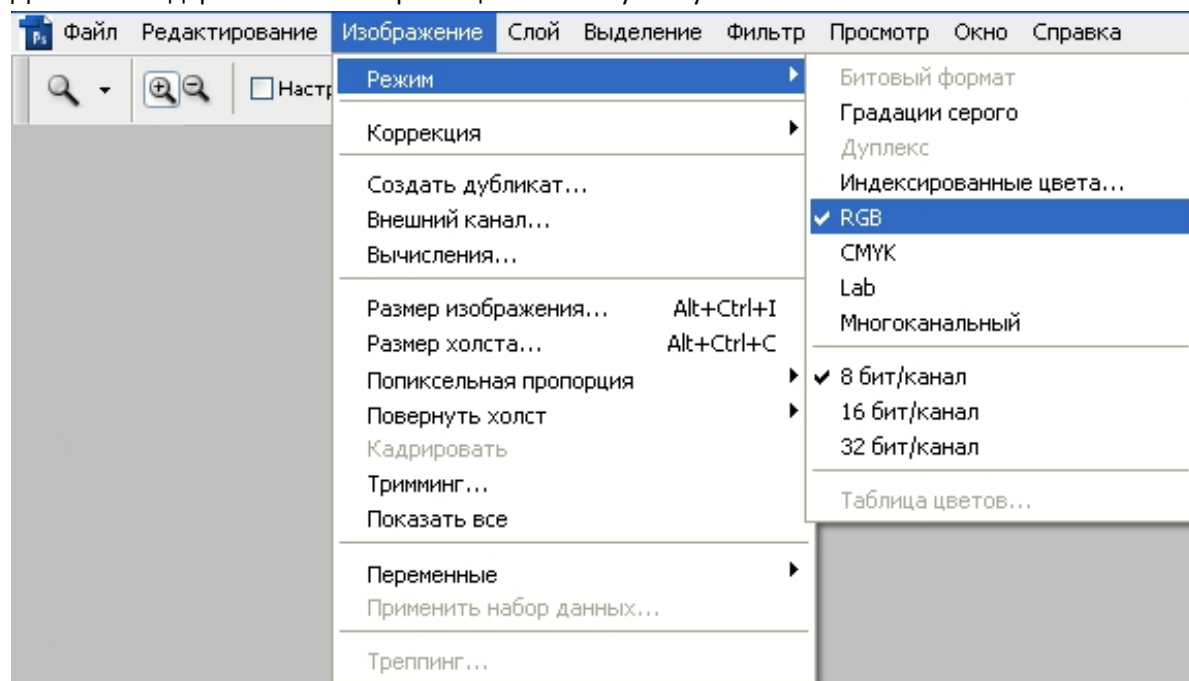 Ps Файл Редактирование Изображение Слой Выделение Фильтр Просмотр Окно Справка
Режим
Коррекция
Создать дубликат...
Внешний канал...
Вычисления...
Размер изображения... Alt+Ctrl+I
Размер холста... Alt+Ctrl+C
Попиксельная пропорция
Повернуть холст
Кадрировать
Тримминг...
Показать все
Переменные
Применить набор данных...
Треппинг...
Битовый формат
Градации серого
Дуплекс
Индексированные цвета...
RGB
CMYK
Lab
Многоканальный
8 бит/канал
16 бит/канал
32 бит/канал
Таблица цветов...